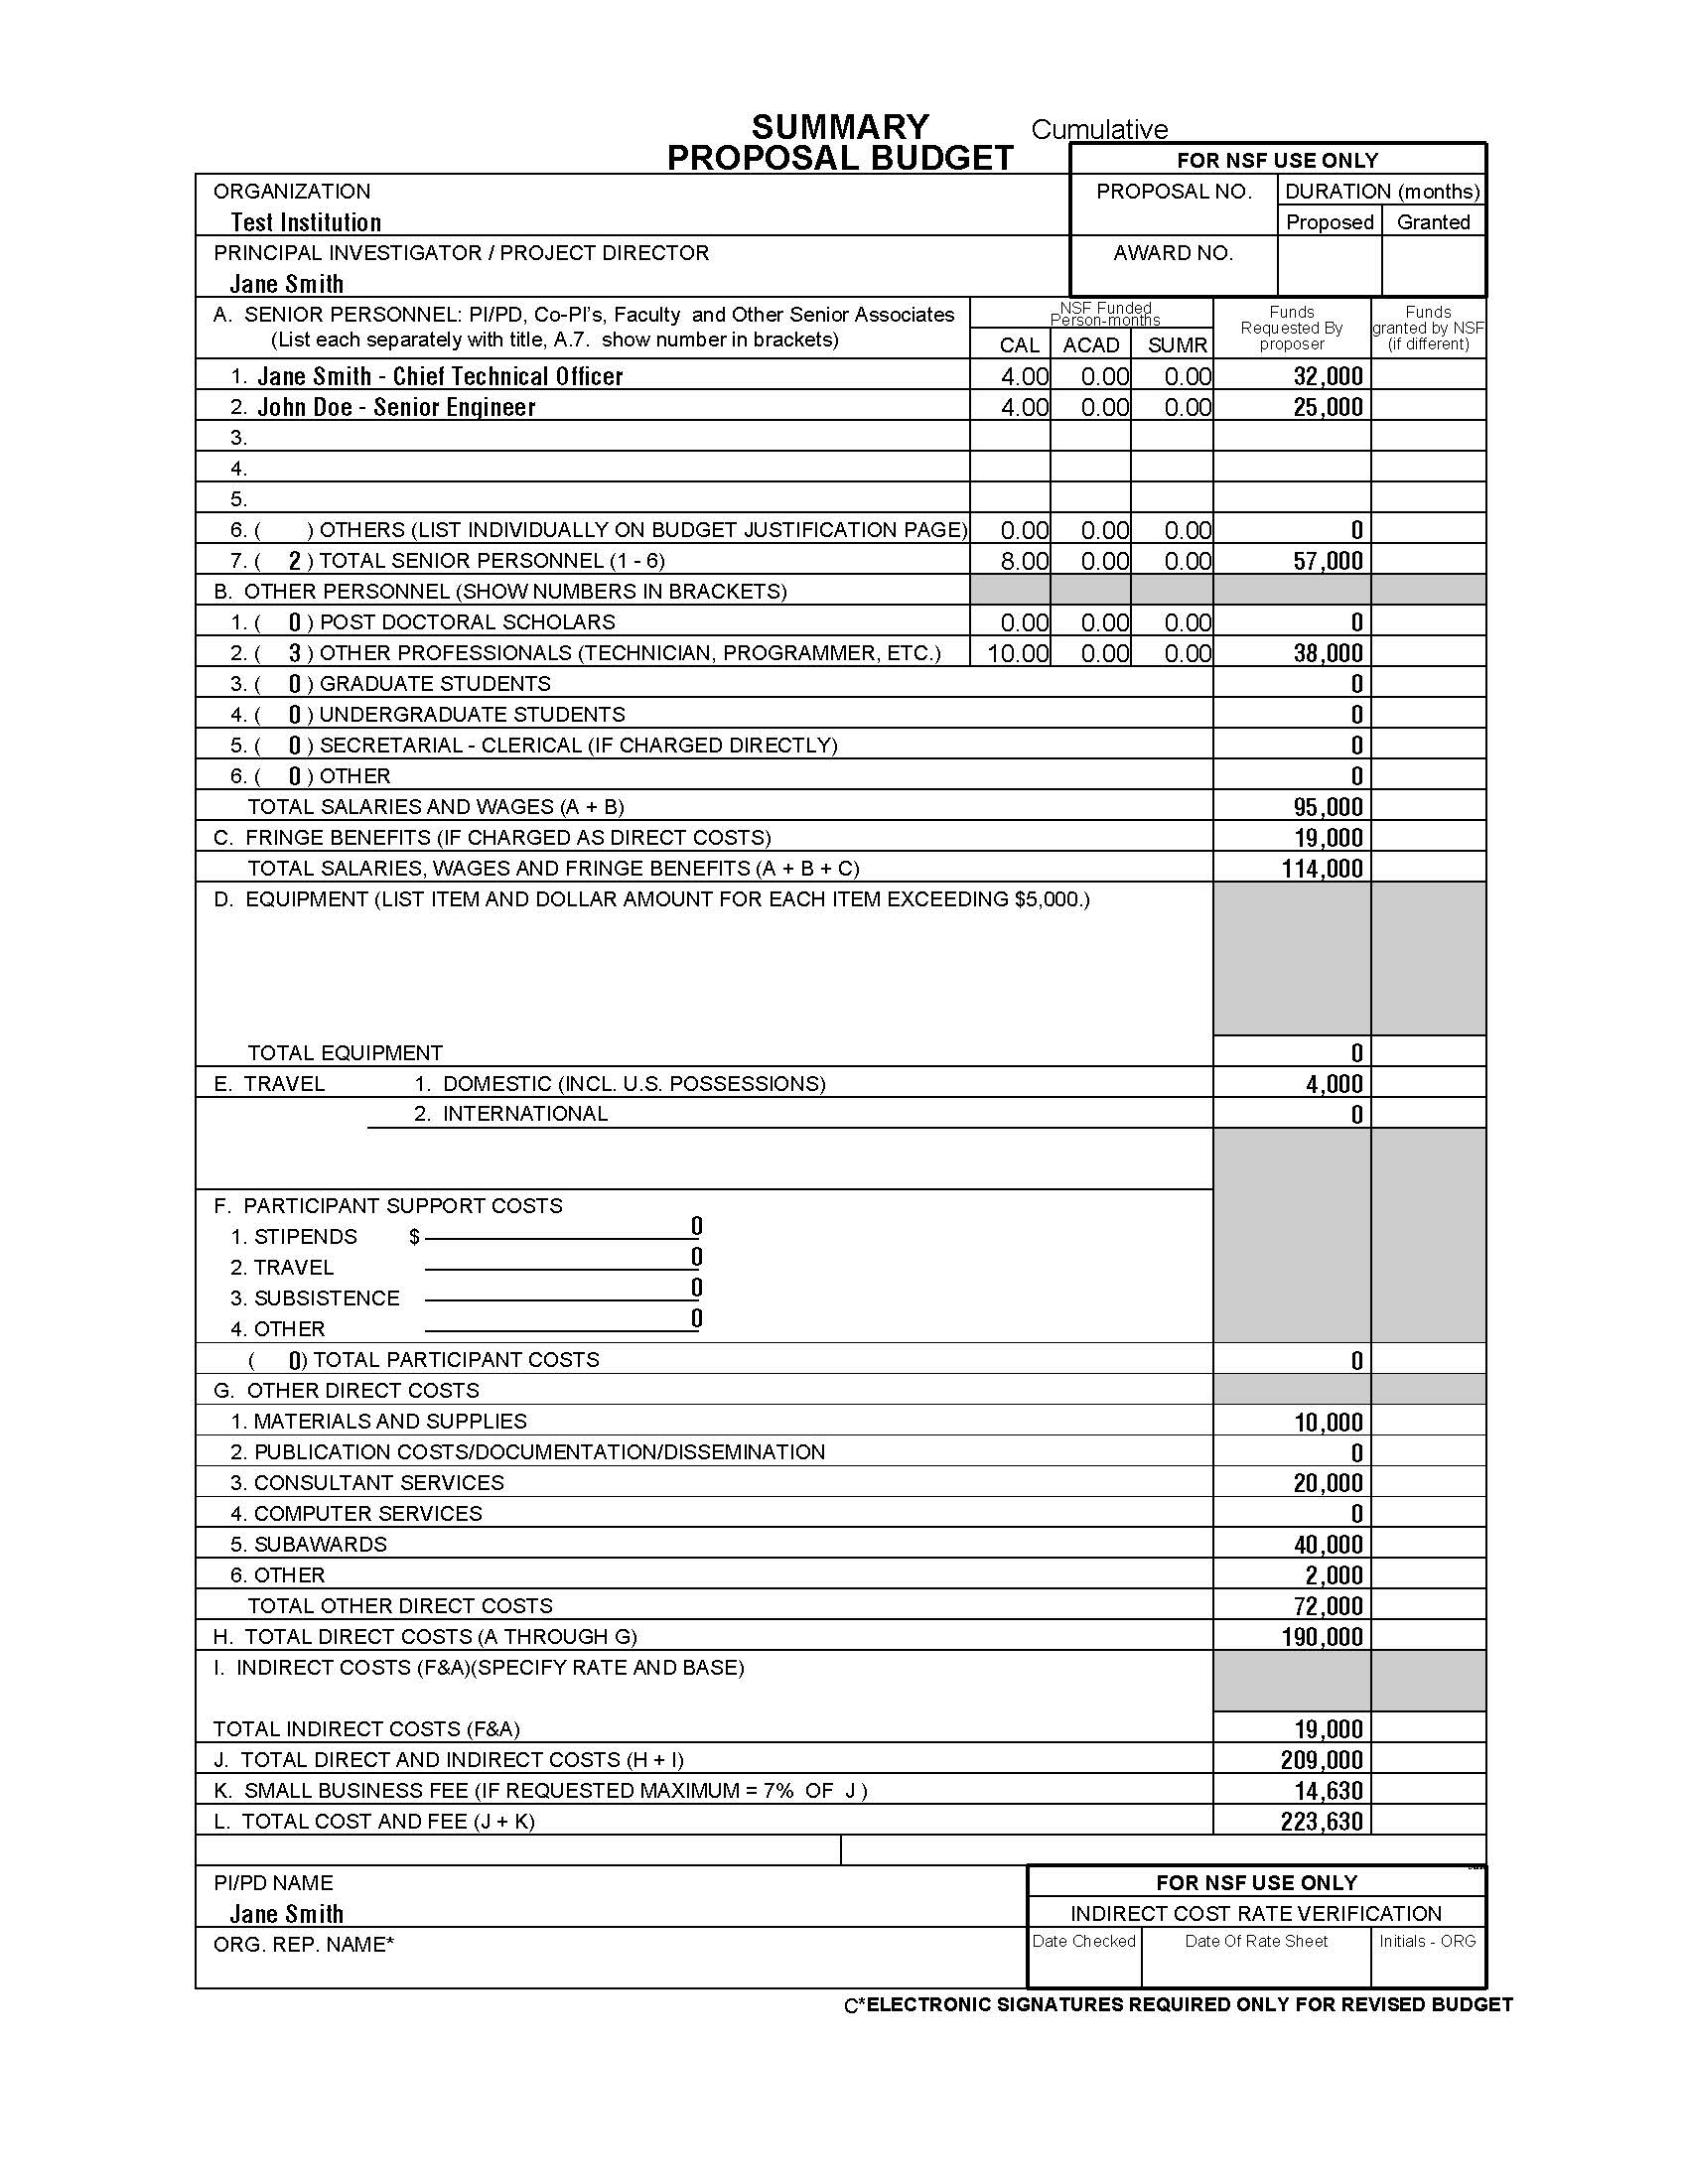 SUMMARY
PROPOSAL BUDGET
Cumulative
FOR NSF USE ONLY
ORGANIZATION PROPOSAL NO. DURATION (months)
Test Institution Proposed Granted
PRINCIPAL INVESTIGATOR / PROJECT DIRECTOR AWARD NO.
Jane Smith
A. SENIOR PERSONNEL: PI/PD, Co-PI's, Faculty and Other Senior Associates
(List each separately with title, A.7. show number in brackets)
NSF Funded
Person-months
CAL ACAD SUMR
Funds
Requested By
proposer
Funds
granted by NSF
(if different)
1. Jane Smith - Chief Technical Officer 4.00 0.00 0.00 32,000
2. John Doe - Senior Engineer 4.00 0.00 0.00 25,000
3.
4.
5.
6. ( ) OTHERS (LIST INDIVIDUALLY ON BUDGET JUSTIFICATION PAGE) 0.00 0.00 0.00 0
7. ( 2 ) TOTAL SENIOR PERSONNEL (1 - 6) 8.00 0.00 0.00 57,000
B. OTHER PERSONNEL (SHOW NUMBERS IN BRACKETS)
1. ( 0 ) POST DOCTORAL SCHOLARS 0.00 0.00 0.00 0
2. ( 3 ) OTHER PROFESSIONALS (TECHNICIAN, PROGRAMMER, ETC.) 10.00 0.00 0.00 38,000
3. ( 0 ) GRADUATE STUDENTS 0
4. ( 0 ) UNDERGRADUATE STUDENTS 0
5. ( 0 ) SECRETARIAL - CLERICAL (IF CHARGED DIRECTLY) 0
6. ( 0 ) OTHER 0
TOTAL SALARIES AND WAGES (A + B) 95,000
C. FRINGE BENEFITS (IF CHARGED AS DIRECT COSTS) 19,000
TOTAL SALARIES, WAGES AND FRINGE BENEFITS (A + B + C) 114,000
D. EQUIPMENT (LIST ITEM AND DOLLAR AMOUNT FOR EACH ITEM EXCEEDING $5,000.)
TOTAL EQUIPMENT 0
E. TRAVEL 1. DOMESTIC (INCL. U.S. POSSESSIONS) 4,000
2. INTERNATIONAL 0
F. PARTICIPANT SUPPORT COSTS
1. STIPENDS $ 0
2. TRAVEL 0
3. SUBSISTENCE 0
4. OTHER 0
( 0) TOTAL PARTICIPANT COSTS 0
G. OTHER DIRECT COSTS
1. MATERIALS AND SUPPLIES 10,000
2. PUBLICATION COSTS/DOCUMENTATION/DISSEMINATION 0
3. CONSULTANT SERVICES 20,000
4. COMPUTER SERVICES 0
5. SUBAWARDS 40,000
6. OTHER 2,000
TOTAL OTHER DIRECT COSTS 72,000
H. TOTAL DIRECT COSTS (A THROUGH G) 190,000
I. INDIRECT COSTS (F&A)(SPECIFY RATE AND BASE)
TOTAL INDIRECT COSTS (F&A) 19,000
J. TOTAL DIRECT AND INDIRECT COSTS (H + I) 209,000
K. SMALL BUSINESS FEE (IF REQUESTED MAXIMUM = 7% OF J ) 14,630
L. TOTAL COST AND FEE (J + K) 223,630
PI/PD NAME FOR NSF USE ONLY
Jane Smith INDIRECT COST RATE VERIFICATION
ORG. REP. NAME* Date Checked Date Of Rate Sheet Initials - ORG
C*ELECTRONIC SIGNATURES REQUIRED ONLY FOR REVISED BUDGET